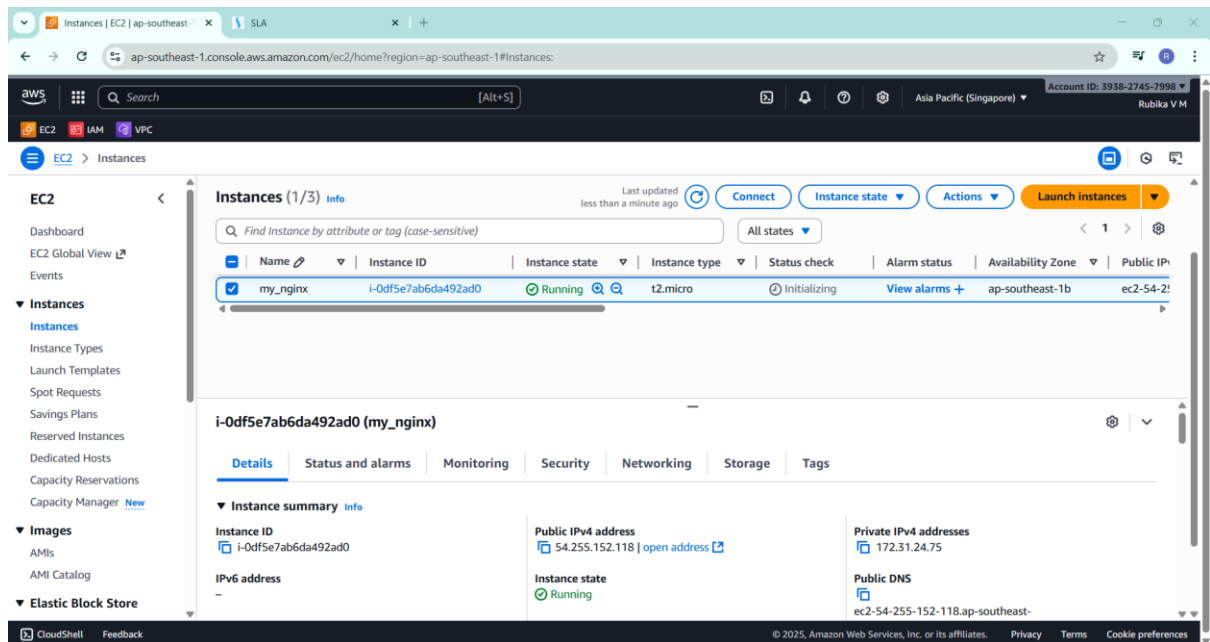 Instances | EC2 | ap-southeast-1
SLA
ap-southeast-1.console.aws.amazon.com/ec2/home?region=ap-southeast-1#Instances:
R
aws
Search [Alt+S]
Asia Pacific (Singapore)
Account ID: 3938-2745-7998
Rubika V M
EC2 IAM VPC
EC2 > Instances
EC2
Dashboard
EC2 Global View
Events
Instances
Instances
Instance Types
Launch Templates
Spot Requests
Savings Plans
Reserved Instances
Dedicated Hosts
Capacity Reservations
Capacity Manager New
Images
AMIs
AMI Catalog
Elastic Block Store
Instances (1/3) Info
Last updated
less than a minute ago
Connect
Instance state
Actions
Launch instances
Find Instance by attribute or tag (case-sensitive)
All states
1
Name Instance ID Instance state Instance type Status check Alarm status Availability Zone Public IPv
my_nginx i-0df5e7ab6da492ad0 Running t2.micro Initializing View alarms + ap-southeast-1b ec2-54-25
i-0df5e7ab6da492ad0 (my_nginx)
Details Status and alarms Monitoring Security Networking Storage Tags
Instance summary Info
Instance ID
i-0df5e7ab6da492ad0
Public IPv4 address
54.255.152.118 | open address
Private IPv4 addresses
172.31.24.75
IPv6 address
–
Instance state
Running
Public DNS
ec2-54-255-152-118.ap-southeast-
CloudShell Feedback
© 2025, Amazon Web Services, Inc. or its affiliates. Privacy Terms Cookie preferences